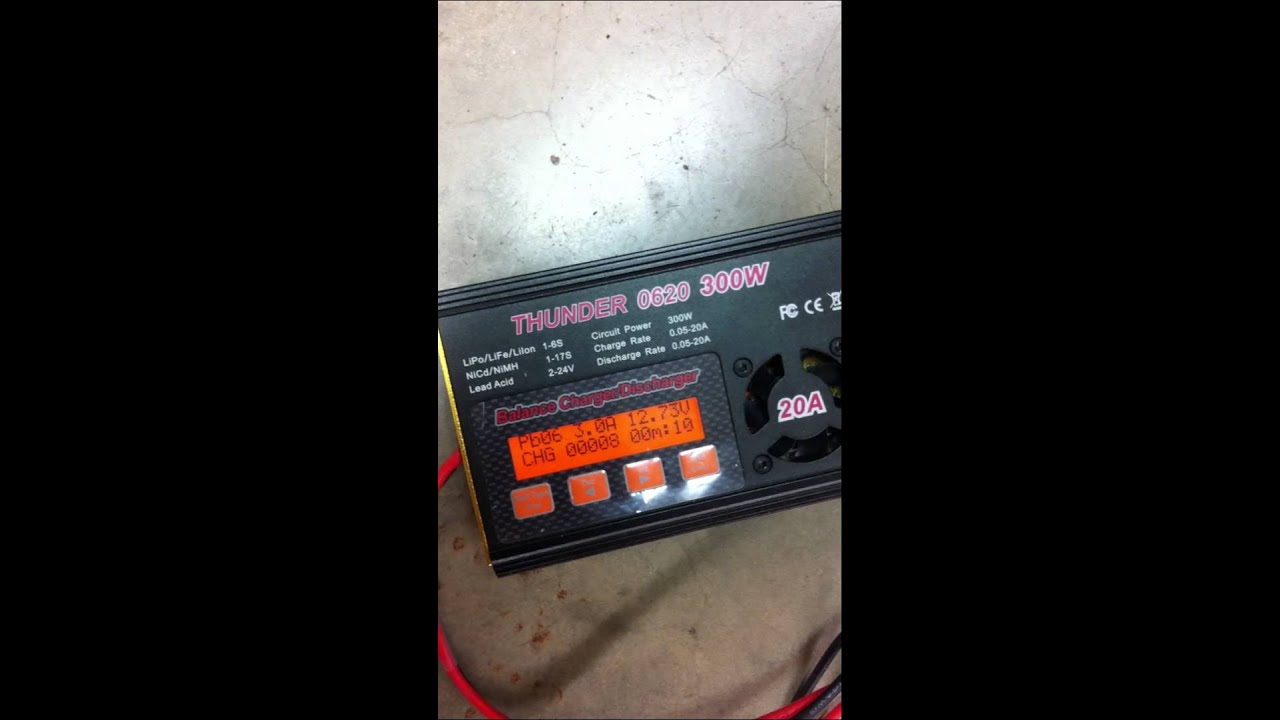 THUNDER 0620 300W
LiPo/LiFe/LiIon 1-6S
NiCd/NiMH 1-17S
Lead Acid 2-24V
Circuit Power 300W
Charge Rate 0.05-20A
Discharge Rate 0.05-20A
FC CE
20A
Balance Charger/Discharger
Pb06 3.0A 12.73V
CHG 00008 00m:10